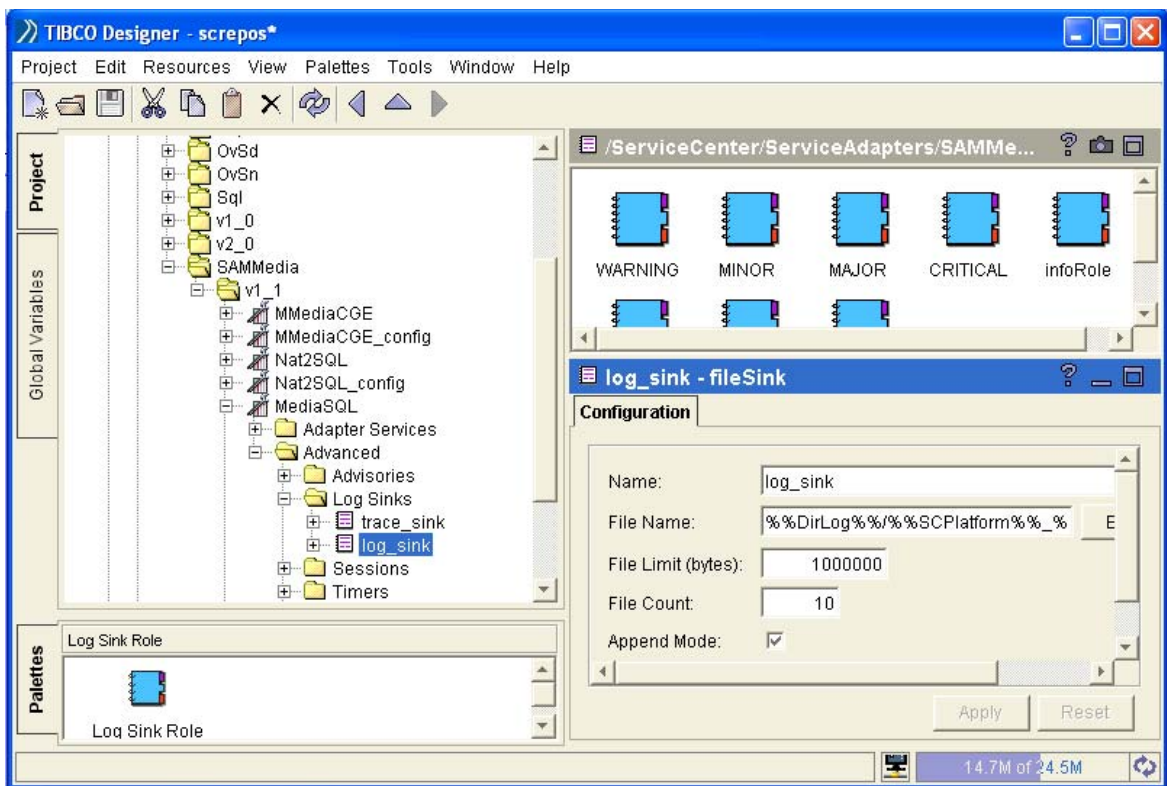 TIBCO Designer - screpos*
Project Edit Resources View Palettes Tools Window Help
Project
Global Variables
OvSd
OvSn
Sql
v1_0
v2_0
SAMMedia
v1_1
MMediaCGE
MMediaCGE_config
Nat2SQL
Nat2SQL_config
MediaSQL
Adapter Services
Advanced
Advisories
Log Sinks
trace_sink
log_sink
Sessions
Timers
Palettes
Log Sink Role
Log Sink Role
/ServiceCenter/ServiceAdapters/SAMMe...
WARNING MINOR MAJOR CRITICAL infoRole
log_sink - fileSink
Configuration
Name: log_sink
File Name: %%DirLog%%/%%SCPlatform%%_% E
File Limit (bytes): 1000000
File Count: 10
Append Mode:
Apply Reset
14.7M of 24.5M